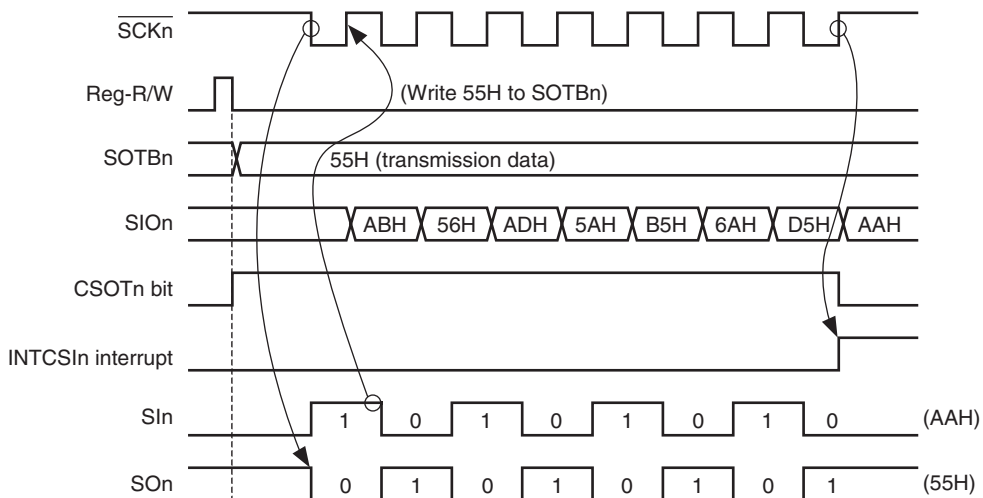 SCKn
Reg-R/W (Write 55H to SOTBn)
SOTBn 55H (transmission data)
SIOn ABH 56H ADH 5AH B5H 6AH D5H AAH
CSOTn bit
INTCSIn interrupt
SIn 1 0 1 0 1 0 1 0 (AAH)
SOn 0 1 0 1 0 1 0 1 (55H)